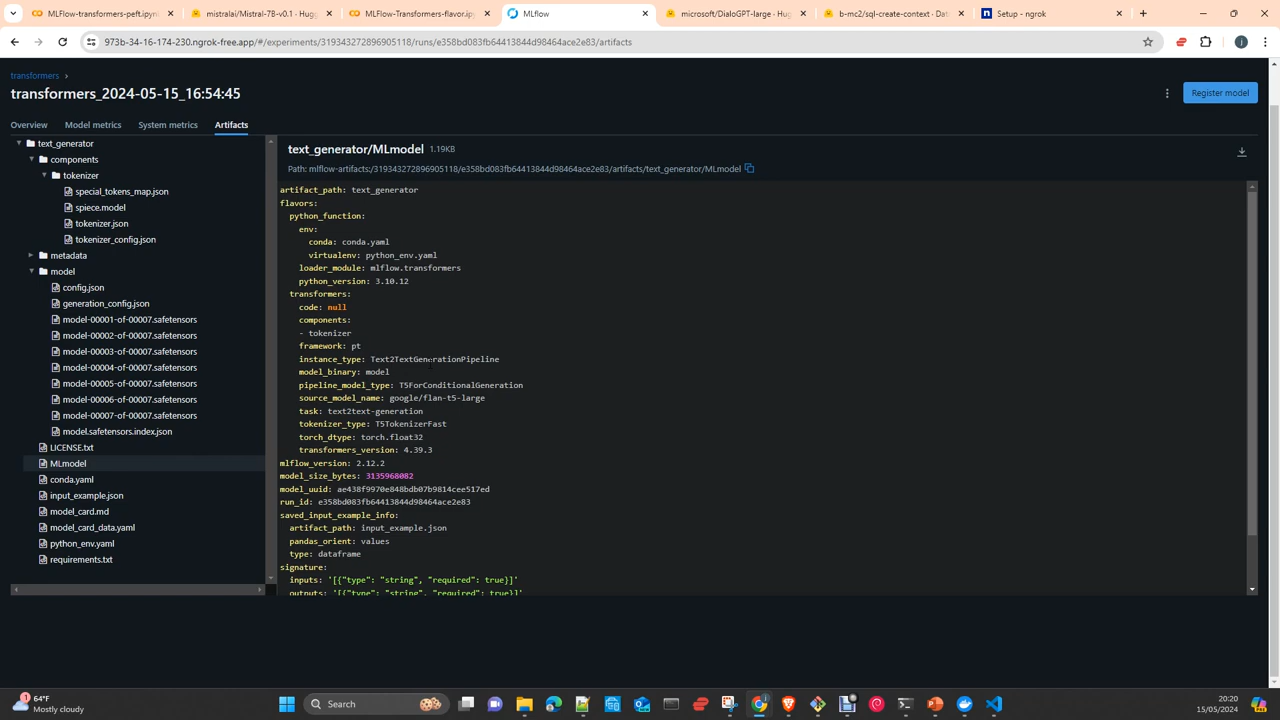 MLFlow-transformers-peft.ipynb
mistralai/Mistral-7B-v0.1 · Hugg
MLFlow-Transformers-flavor.ipyn
MLflow
microsoft/DialoGPT-large · Hugg
b-mc2/sql-create-context · Dat
Setup - ngrok
973b-34-16-174-230.ngrok-free.app/#/experiments/319343272896905118/runs/e358bd083fb64413844d98464ace2e83/artifacts
transformers
transformers_2024-05-15_16:54:45
Register model
Overview
Model metrics
System metrics
Artifacts
text_generator
components
tokenizer
special_tokens_map.json
spiece.model
tokenizer.json
tokenizer_config.json
metadata
model
config.json
generation_config.json
model-00001-of-00007.safetensors
model-00002-of-00007.safetensors
model-00003-of-00007.safetensors
model-00004-of-00007.safetensors
model-00005-of-00007.safetensors
model-00006-of-00007.safetensors
model-00007-of-00007.safetensors
model.safetensors.index.json
LICENSE.txt
MLmodel
conda.yaml
input_example.json
model_card.md
model_card_data.yaml
python_env.yaml
requirements.txt
text_generator/MLmodel 1.19KB
Path: mlflow-artifacts:/319343272896905118/e358bd083fb64413844d98464ace2e83/artifacts/text_generator/MLmodel
artifact_path: text_generator
flavors:
python_function:
env:
conda: conda.yaml
virtualenv: python_env.yaml
loader_module: mlflow.transformers
python_version: 3.10.12
transformers:
code: null
components:
- tokenizer
framework: pt
instance_type: Text2TextGenerationPipeline
model_binary: model
pipeline_model_type: T5ForConditionalGeneration
source_model_name: google/flan-t5-large
task: text2text-generation
tokenizer_type: T5TokenizerFast
torch_dtype: torch.float32
transformers_version: 4.39.3
mlflow_version: 2.12.2
model_size_bytes: 3135968082
model_uuid: ae438f9970e848bdb07b9814cee517ed
run_id: e358bd083fb64413844d98464ace2e83
saved_input_example_info:
artifact_path: input_example.json
pandas_orient: values
type: dataframe
signature:
inputs: '[{"type": "string", "required": true}]'
outputs: '[{"type": "string", "required": true}]'
1
64°F
Mostly cloudy
Search
20:20
15/05/2024